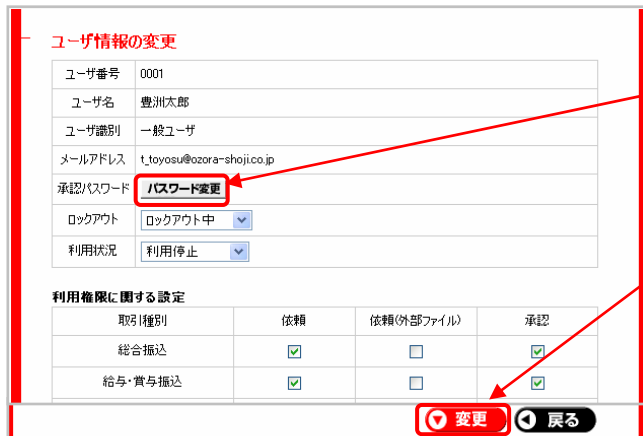 ユーザ情報の変更
ユーザ番号 0001
ユーザ名 豊洲太郎
ユーザ識別 一般ユーザ
メールアドレス t_toyosu@ozora-shoji.co.jp
承認パスワード パスワード変更
ロックアウト ロックアウト中
利用状況 利用停止
利用権限に関する設定
取引種別 依頼 依頼(外部ファイル) 承認
総合振込
給与・賞与振込
変更 戻る